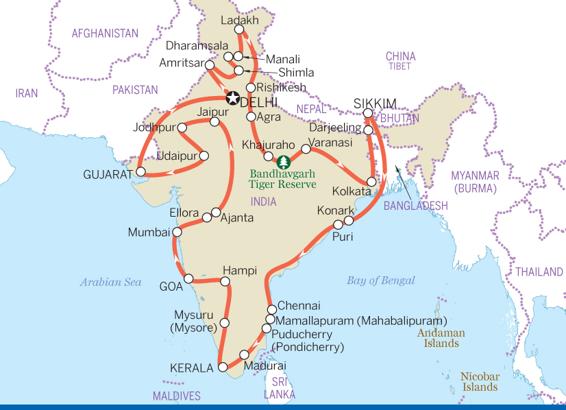 Ladakh
AFGHANISTAN
Dharamsala
CHINA
TIBET
Manali
Amritsar
Shimla
IRAN
PAKISTAN
Rishikesh
DELHI
NEPAL
SIKKIM
Jaipur
Agra
BHUTAN
Jodhpur
Darjeeling
Khajuraho
Varanasi
Udaipur
GUJARAT
Bandhavgarh
Tiger Reserve
MYANMAR
(BURMA)
Kolkata
INDIA
BANGLADESH
Ellora
Ajanta
Konark
Mumbai
Puri
THAILAND
Hampi
Arabian Sea
Bay of Bengal
GOA
Chennai
Mysuru
(Mysore)
Mamallapuram (Mahabalipuram)
Puducherry
(Pondicherry)
Andaman
Islands
KERALA
Madurai
SRI
LANKA
Nicobar
Islands
MALDIVES